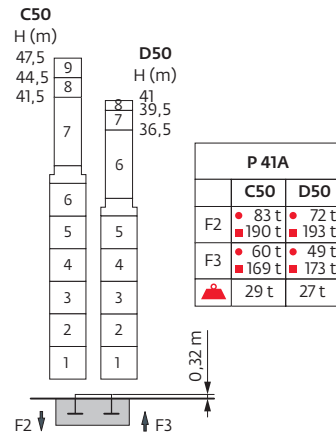 C50
H (m)
47,5
44,5
41,5
9
8
7
6
5
4
3
2
1
D50
H (m)
41
39,5
36,5
8
7
6
5
4
3
2
1
P 41A
C50 D50
F2 ● 83 t ● 72 t
■ 190 t ■ 193 t
F3 ● 60 t ● 49 t
■ 169 t ■ 173 t
29 t 27 t
0,32 m
F2 F3